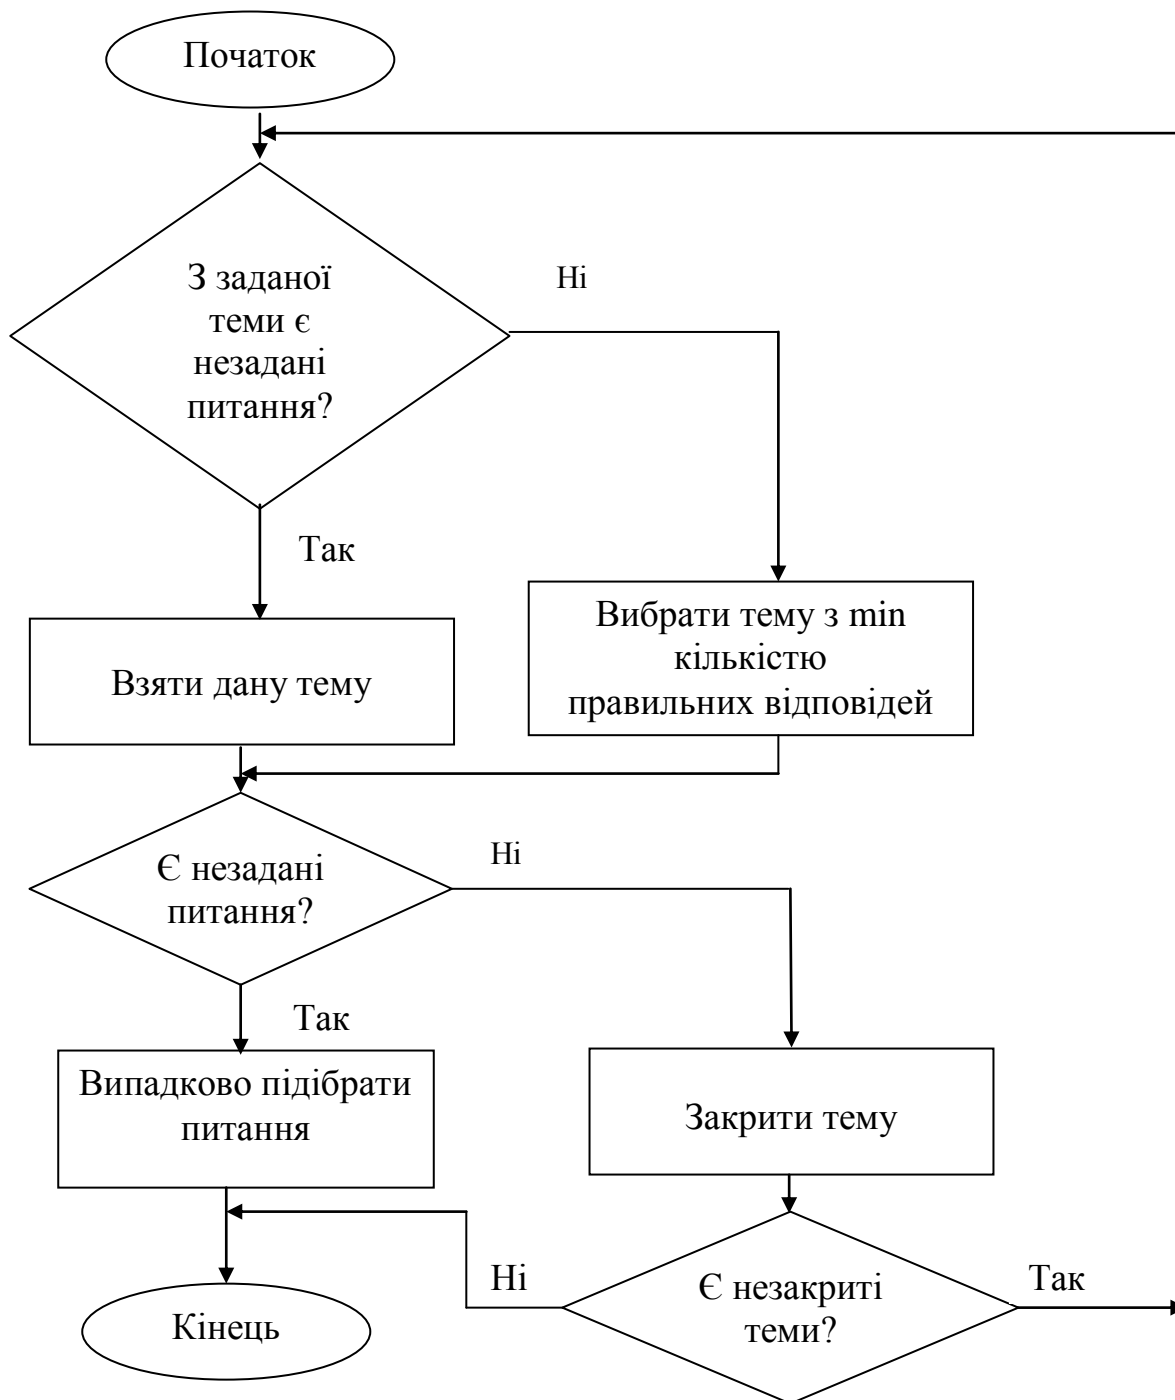 Початок
З заданої
теми є
незадані
питання?
Ні
Так
Вибрати тему з min
кількістю
правильних відповідей
Взяти дану тему
Є незадані
питання?
Ні
Так
Випадково підібрати
питання
Закрити тему
Є незакриті
теми?
Ні
Так
Кінець